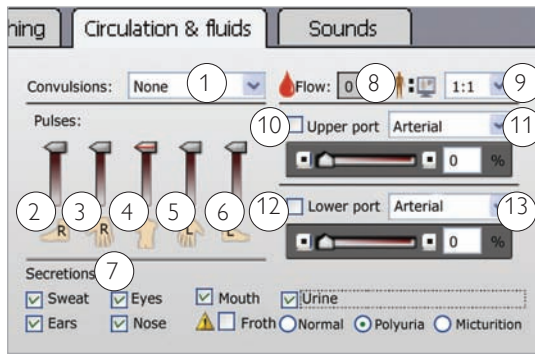 hing Circulation & fluids Sounds
Convulsions: None 1 Flow: 0 8 1:1 9
Pulses:
10 Upper port Arterial 11
0 %
2 R 3 R 4 5 L 6 L
12 Lower port Arterial 13
0 %
Secretions 7
Sweat Eyes Mouth Urine
Ears Nose Froth Normal Polyuria Micturition